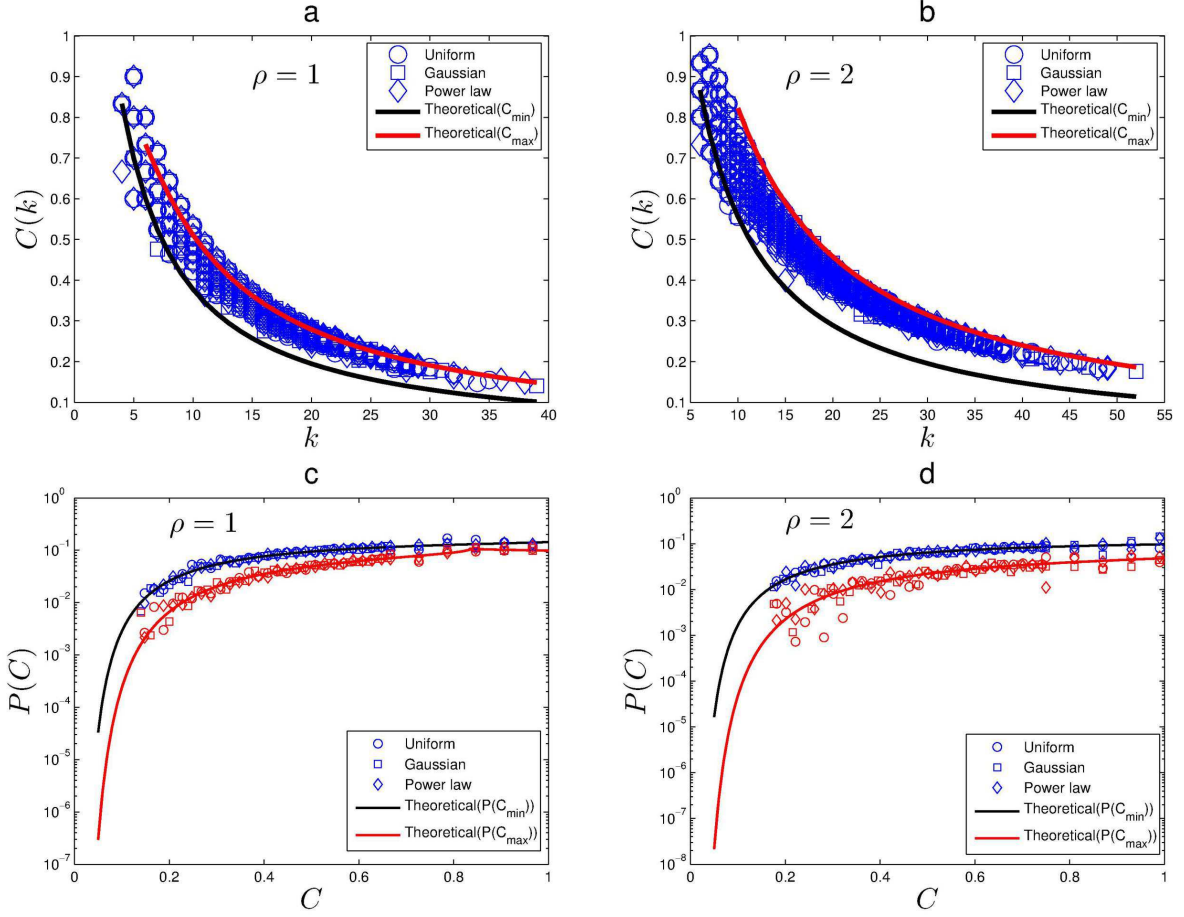 a
ρ = 1
Uniform
Gaussian
Power law
Theoretical(C_min)
Theoretical(C_max)
C(k)
1
0.9
0.8
0.7
0.6
0.5
0.4
0.3
0.2
0.1
0 5 10 15 20 25 30 35 40
k
b
ρ = 2
Uniform
Gaussian
Power law
Theoretical(C_min)
Theoretical(C_max)
C(k)
1
0.9
0.8
0.7
0.6
0.5
0.4
0.3
0.2
0.1
5 10 15 20 25 30 35 40 45 50 55
k
c
ρ = 1
P(C)
10^0
10^-1
10^-2
10^-3
10^-4
10^-5
10^-6
10^-7
Uniform
Gaussian
Power law
Theoretical(P(C_min))
Theoretical(P(C_max))
0 0.2 0.4 0.6 0.8 1
C
d
ρ = 2
P(C)
10^0
10^-1
10^-2
10^-3
10^-4
10^-5
10^-6
10^-7
10^-8
Uniform
Gaussian
Power law
Theoretical(P(C_min))
Theoretical(P(C_max))
0 0.2 0.4 0.6 0.8 1
C